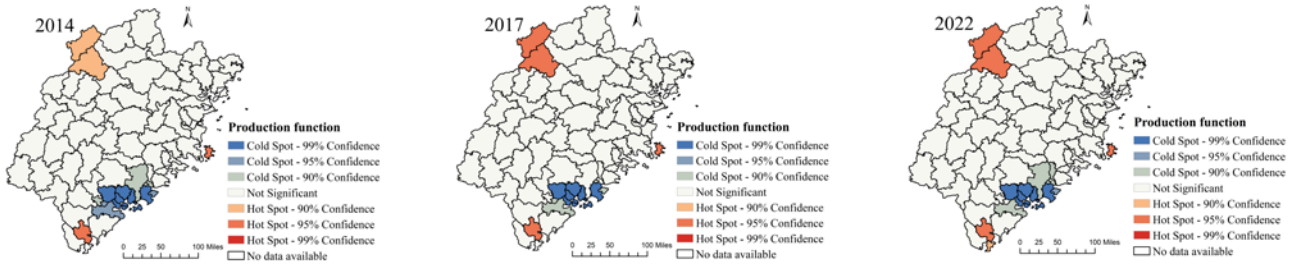 2014
N
Production function
Cold Spot - 99% Confidence
Cold Spot - 95% Confidence
Cold Spot - 90% Confidence
Not Significant
Hot Spot - 90% Confidence
Hot Spot - 95% Confidence
Hot Spot - 99% Confidence
No data available
0 25 50 100 Miles
2017
N
Production function
Cold Spot - 99% Confidence
Cold Spot - 95% Confidence
Cold Spot - 90% Confidence
Not Significant
Hot Spot - 90% Confidence
Hot Spot - 95% Confidence
Hot Spot - 99% Confidence
No data available
0 25 50 100 Miles
2022
N
Production function
Cold Spot - 99% Confidence
Cold Spot - 95% Confidence
Cold Spot - 90% Confidence
Not Significant
Hot Spot - 90% Confidence
Hot Spot - 95% Confidence
Hot Spot - 99% Confidence
No data available
0 25 50 100 Miles